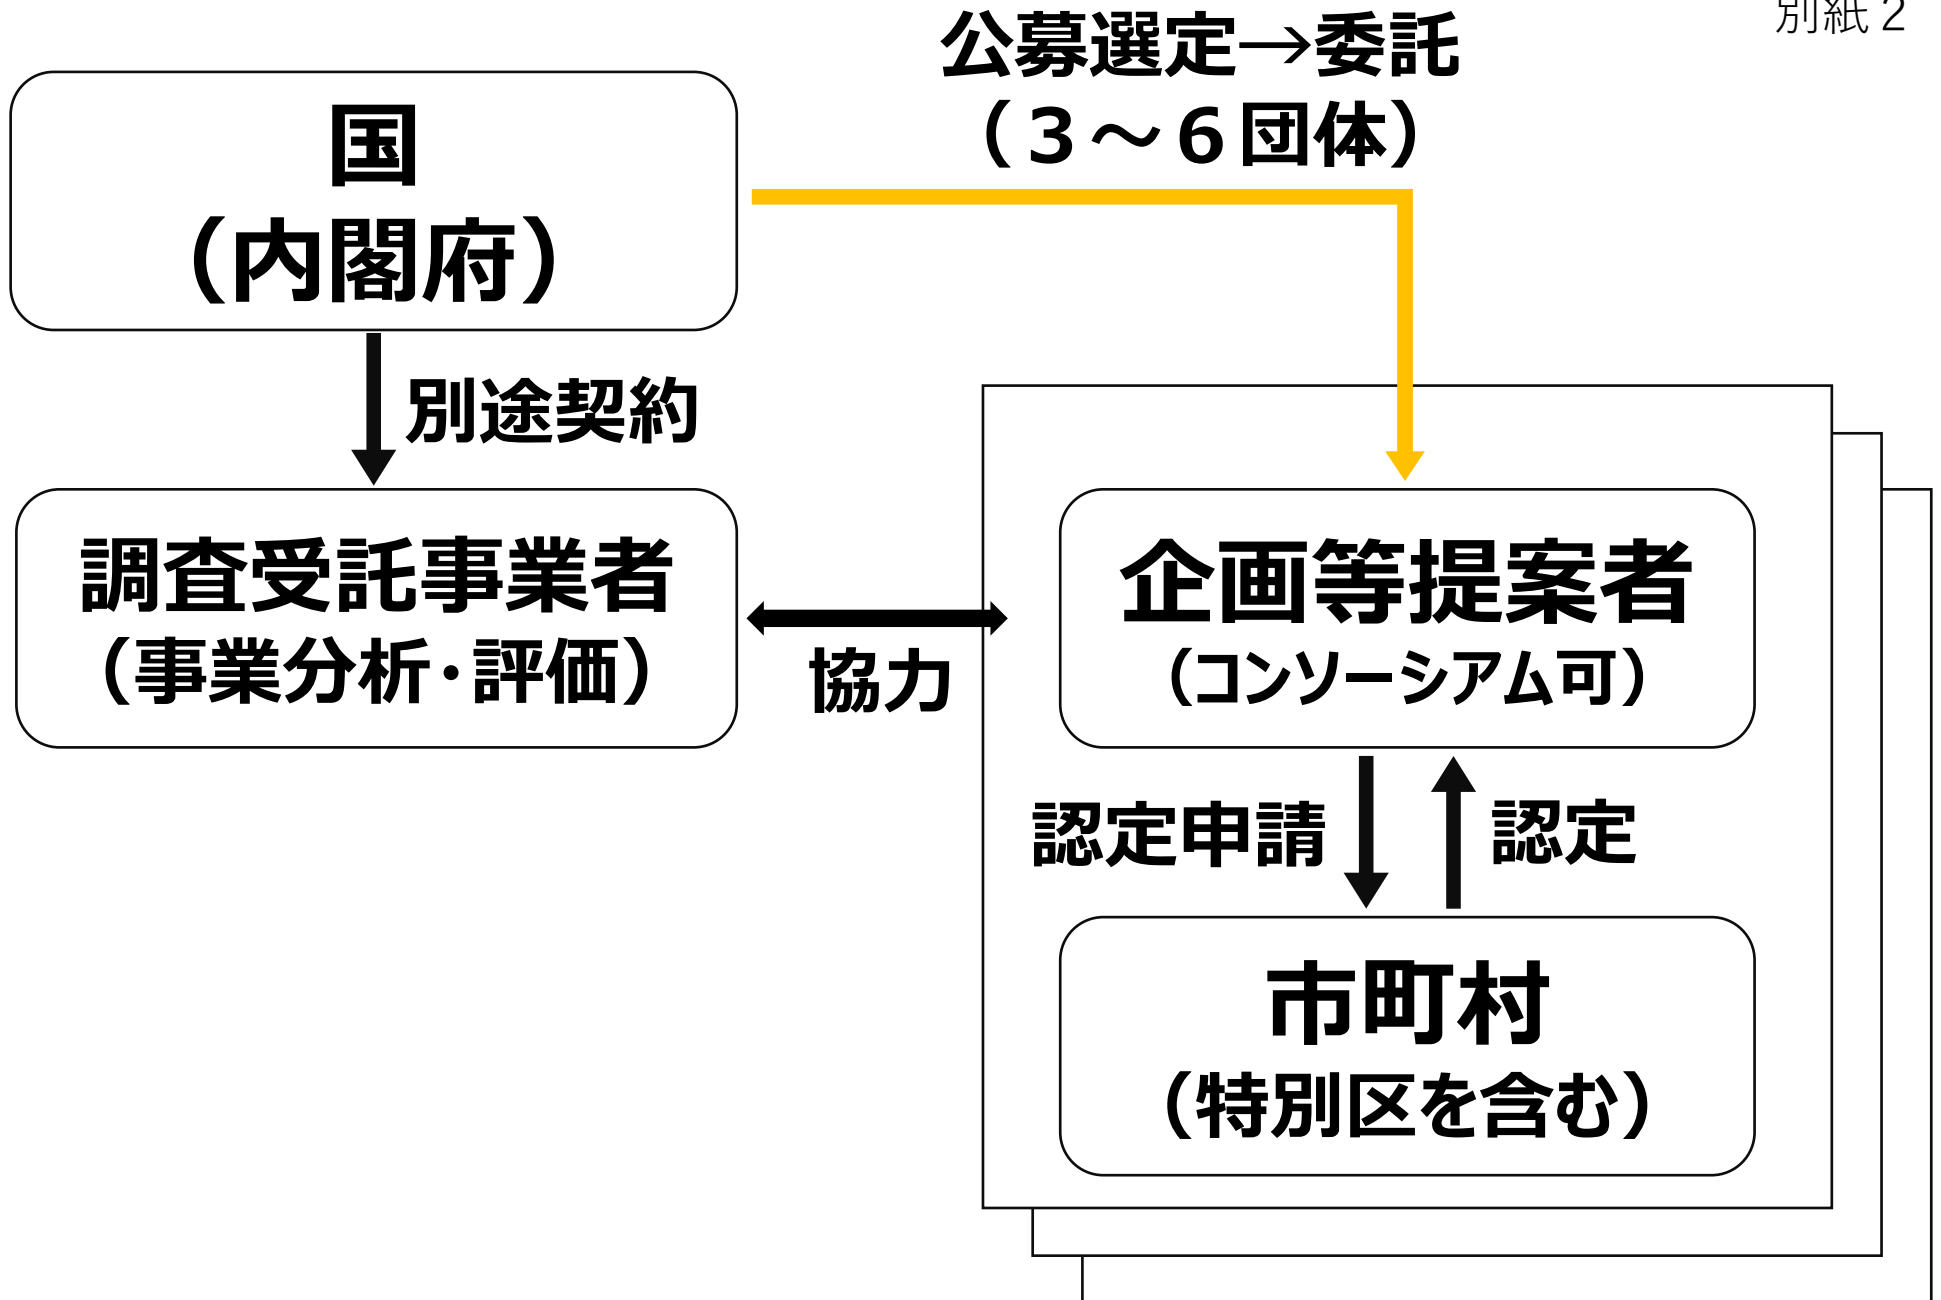 別紙２
公募選定→委託
（３～６団体）
国
（内閣府）
別途契約
調査受託事業者
（事業分析・評価）
協力
企画等提案者
（コンソーシアム可）
認定申請
認定
市町村
（特別区を含む）